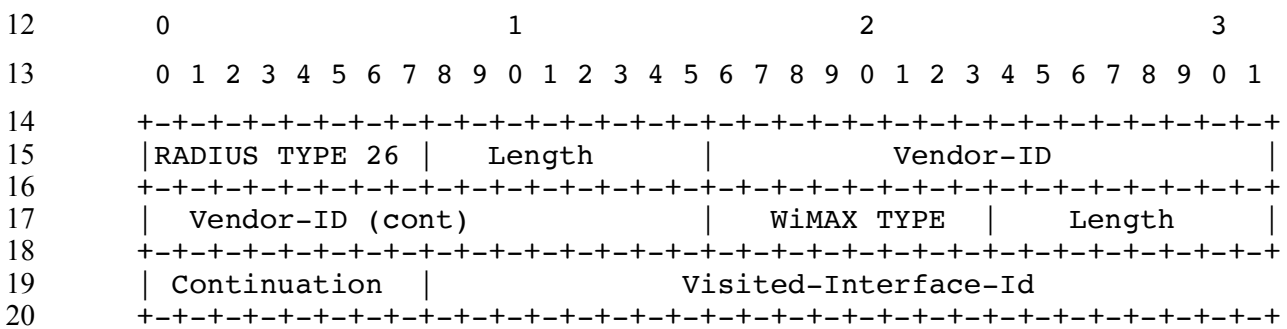 12 0 1 2 3
13 0 1 2 3 4 5 6 7 8 9 0 1 2 3 4 5 6 7 8 9 0 1 2 3 4 5 6 7 8 9 0 1
14 +-+-+-+-+-+-+-+-+-+-+-+-+-+-+-+-+-+-+-+-+-+-+-+-+-+-+-+-+-+-+-+-+
15 |RADIUS TYPE 26 | Length | Vendor-ID |
16 +-+-+-+-+-+-+-+-+-+-+-+-+-+-+-+-+-+-+-+-+-+-+-+-+-+-+-+-+-+-+-+-+
17 | Vendor-ID (cont) | WiMAX TYPE | Length |
18 +-+-+-+-+-+-+-+-+-+-+-+-+-+-+-+-+-+-+-+-+-+-+-+-+-+-+-+-+-+-+-+-+
19 | Continuation | Visited-Interface-Id
20 +-+-+-+-+-+-+-+-+-+-+-+-+-+-+-+-+-+-+-+-+-+-+-+-+-+-+-+-+-+-+-+-+